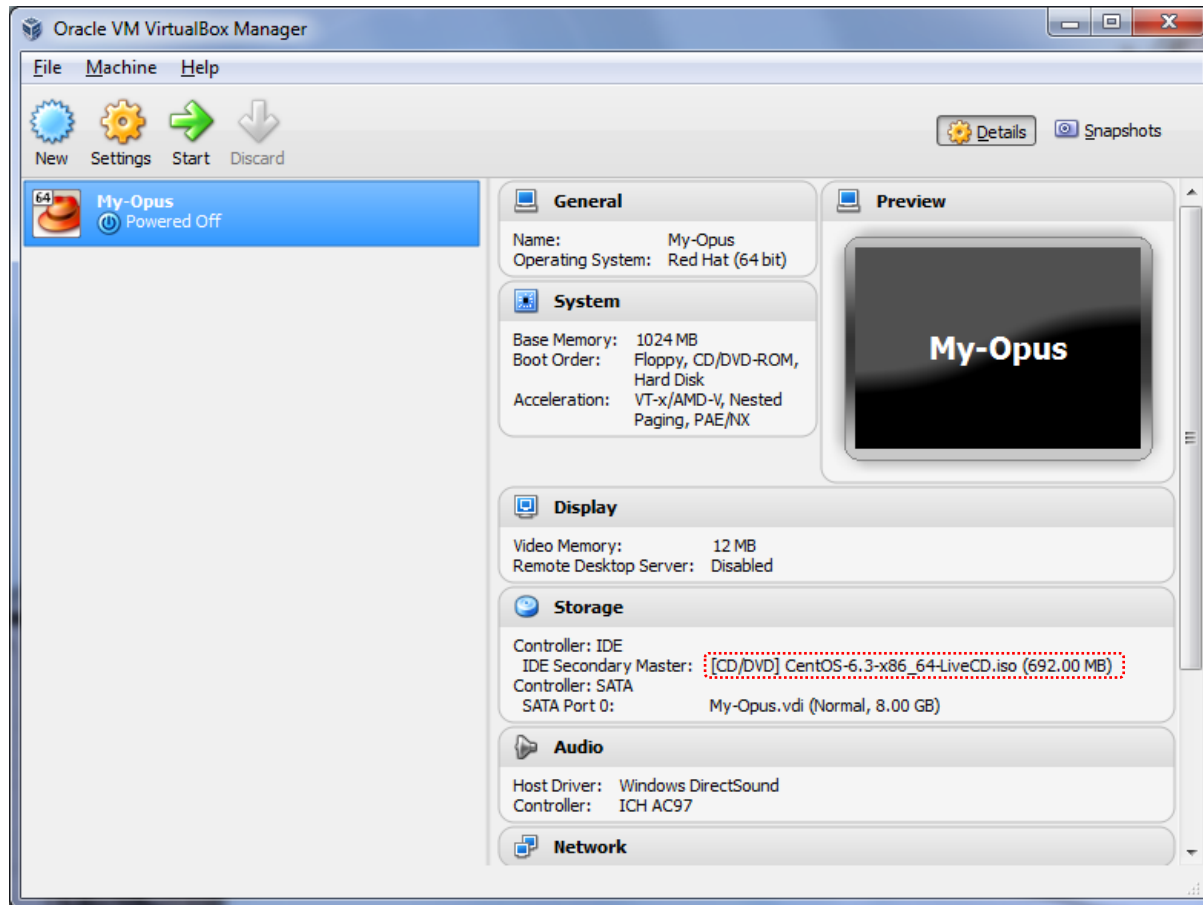 Oracle VM VirtualBox Manager
File Machine Help
New Settings Start Discard
Details Snapshots
64
My-Opus
Powered Off
General
Name: My-Opus
Operating System: Red Hat (64 bit)
Preview
My-Opus
System
Base Memory: 1024 MB
Boot Order: Floppy, CD/DVD-ROM,
Hard Disk
Acceleration: VT-x/AMD-V, Nested
Paging, PAE/NX
Display
Video Memory: 12 MB
Remote Desktop Server: Disabled
Storage
Controller: IDE
IDE Secondary Master: [CD/DVD] CentOS-6.3-x86_64-LiveCD.iso (692.00 MB)
Controller: SATA
SATA Port 0: My-Opus.vdi (Normal, 8.00 GB)
Audio
Host Driver: Windows DirectSound
Controller: ICH AC97
Network